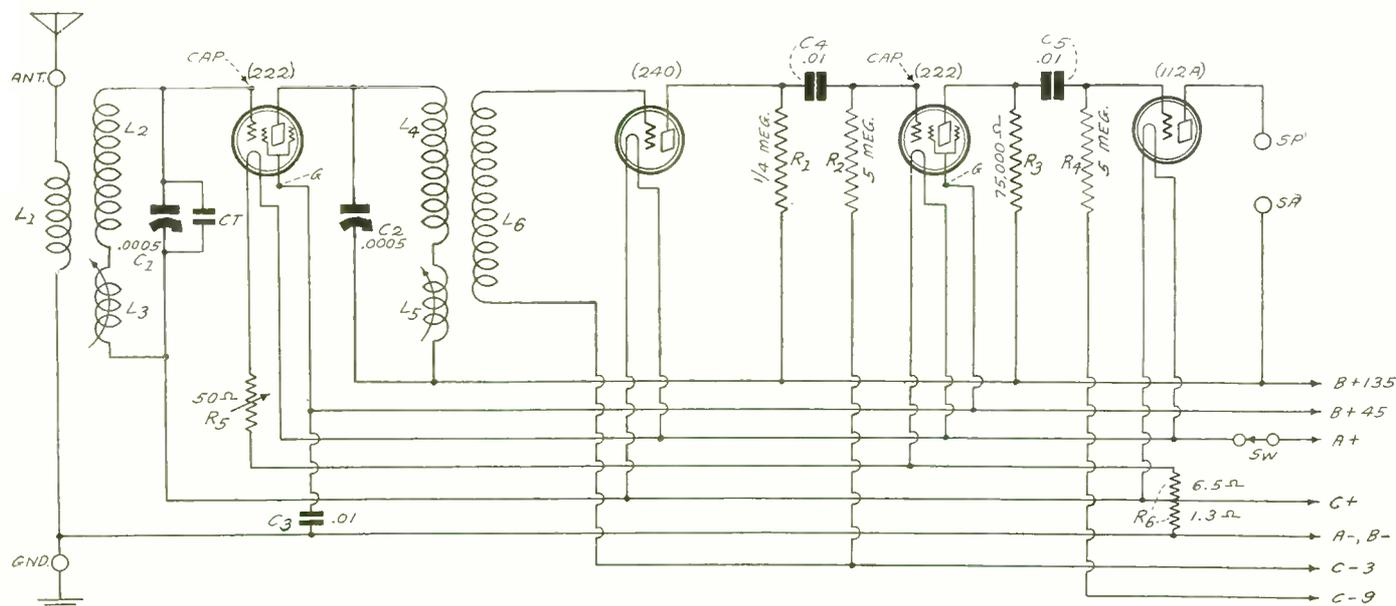 ANT.
L1
L2
L3
.0005
C1
CT
CAP
(222)
G
50Ω
R5
C3 .01
GND.
C2
.0005
L4
L5
L6
(240)
1/4 MEG.
R1
C4
.01
R2
5 MEG.
CAP
(222)
G
75,000Ω
R3
C5
.01
R4
.5 MEG.
(112A)
SP
SP
B+135
B+45
A+
SW
6.5Ω
C+
R6
1.3Ω
A-, B-
C-3
C-9